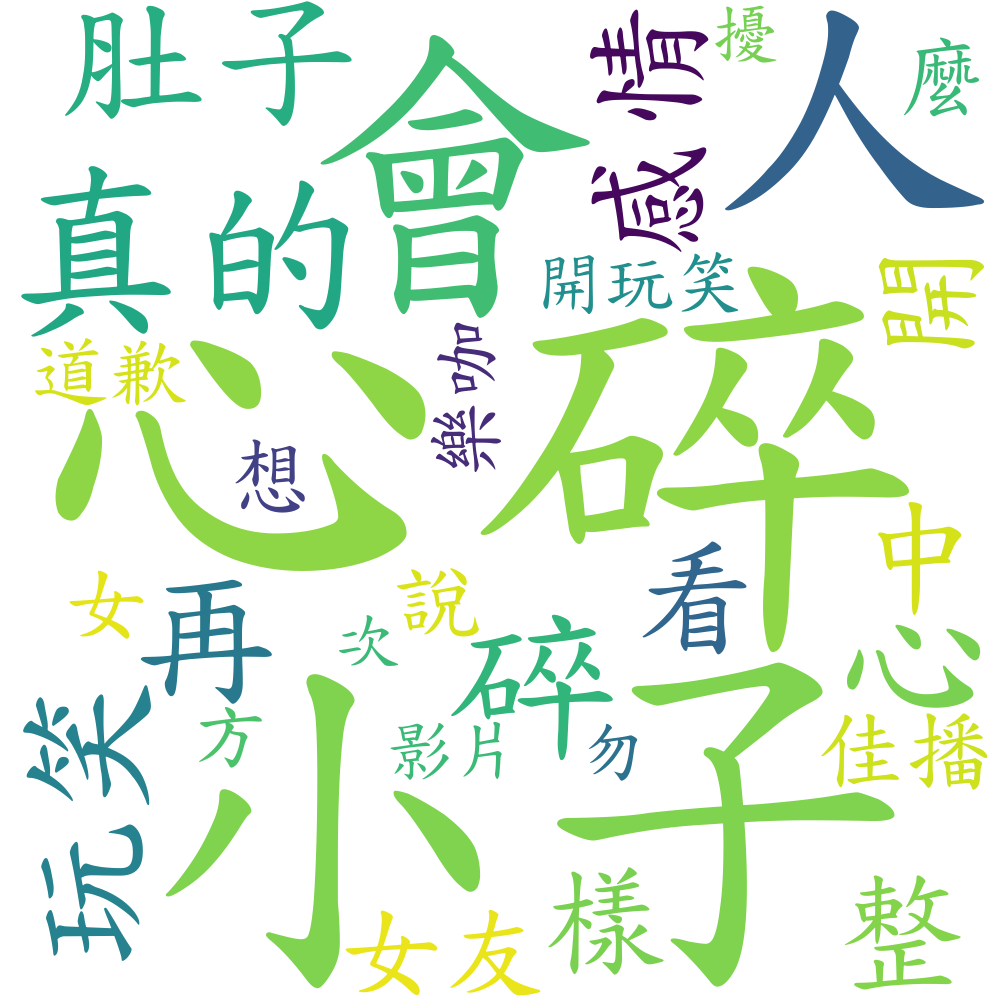 肚子
會
感情
擾
人
麼
真的
開玩笑
開
道歉
心碎
咖
樂
想
中
女
再
說
看
次
碎
心
玩笑
方
影片
勿
佳播
小子
女友
樣
整